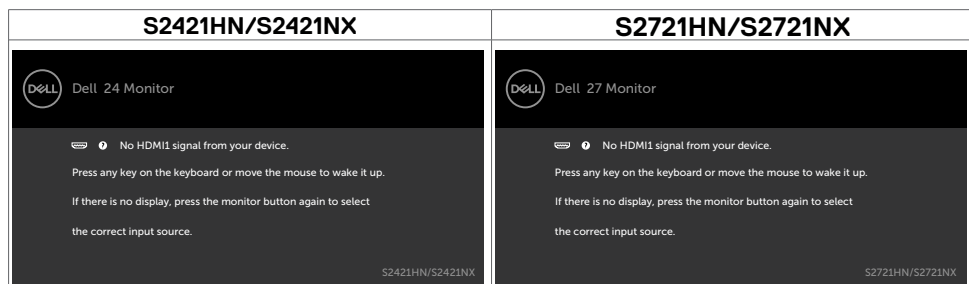 S2421HN/S2421NX
DELL
Dell 24 Monitor
No HDMI1 signal from your device.
Press any key on the keyboard or move the mouse to wake it up.
If there is no display, press the monitor button again to select
the correct input source.
S2421HN/S2421NX
S2721HN/S2721NX
DELL
Dell 27 Monitor
No HDMI1 signal from your device.
Press any key on the keyboard or move the mouse to wake it up.
If there is no display, press the monitor button again to select
the correct input source.
S2721HN/S2721NX